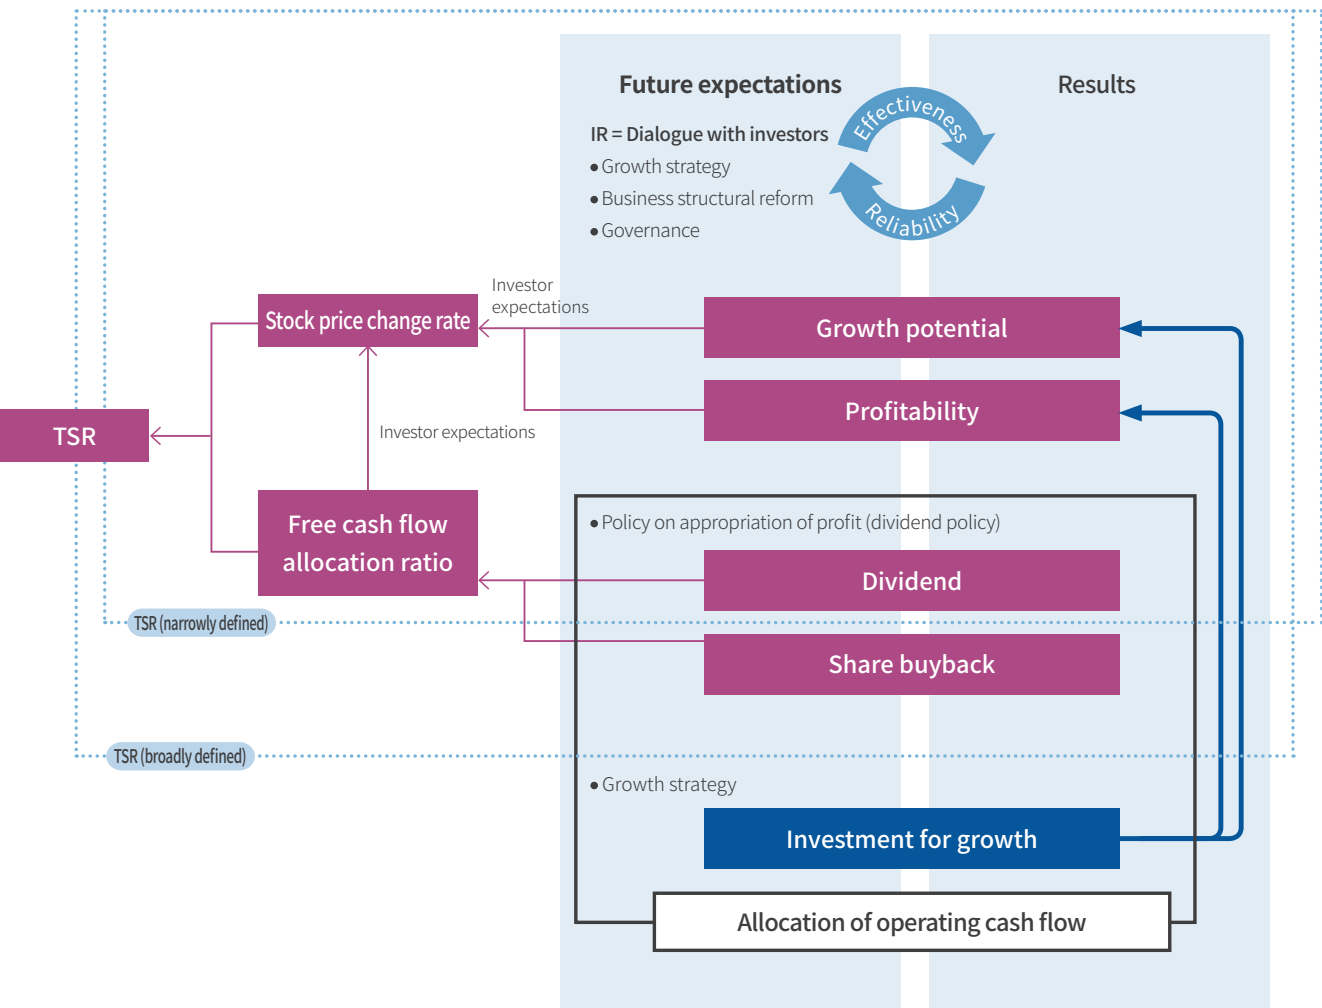 Future expectations
Results
Effectiveness
Reliability
IR = Dialogue with investors
● Growth strategy
● Business structural reform
● Governance
Investor
expectations
Stock price change rate
Growth potential
Profitability
TSR
Investor expectations
Free cash flow
allocation ratio
● Policy on appropriation of profit (dividend policy)
Dividend
TSR (narrowly defined)
Share buyback
TSR (broadly defined)
● Growth strategy
Investment for growth
Allocation of operating cash flow